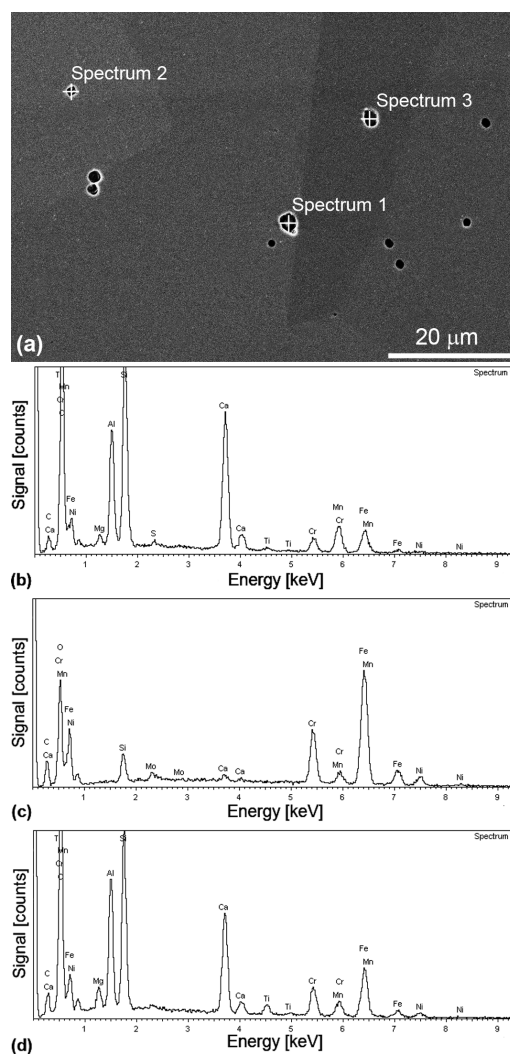 Spectrum 2
Spectrum 3
Spectrum 1
(a)
20 μm
Spectrum
T
Mn
Cr
C
Si
Ca
Al
Fe
Ni
C
Ca
Mg
S
Ca
Ti
Ti
Cr
Mn
Cr
Fe
Mn
Fe
Ni
Ni
Signal [counts]
1 2 3 4 5 6 7 8 9
Energy [keV]
(b)
Spectrum
O
Cr
Mn
Fe
Ni
C
Ca
Si
Mo
Mo
Ca
Ca
Cr
Cr
Mn
Fe
Mn
Fe
Ni
Ni
Signal [counts]
1 2 3 4 5 6 7 8 9
Energy [keV]
(c)
Spectrum
T
Mn
Cr
C
Si
Al
Ca
Fe
Ni
C
Ca
Mg
Ca
Ti
Ti
Cr
Cr
Mn
Fe
Mn
Fe
Ni
Ni
Signal [counts]
1 2 3 4 5 6 7 8 9
Energy [keV]
(d)